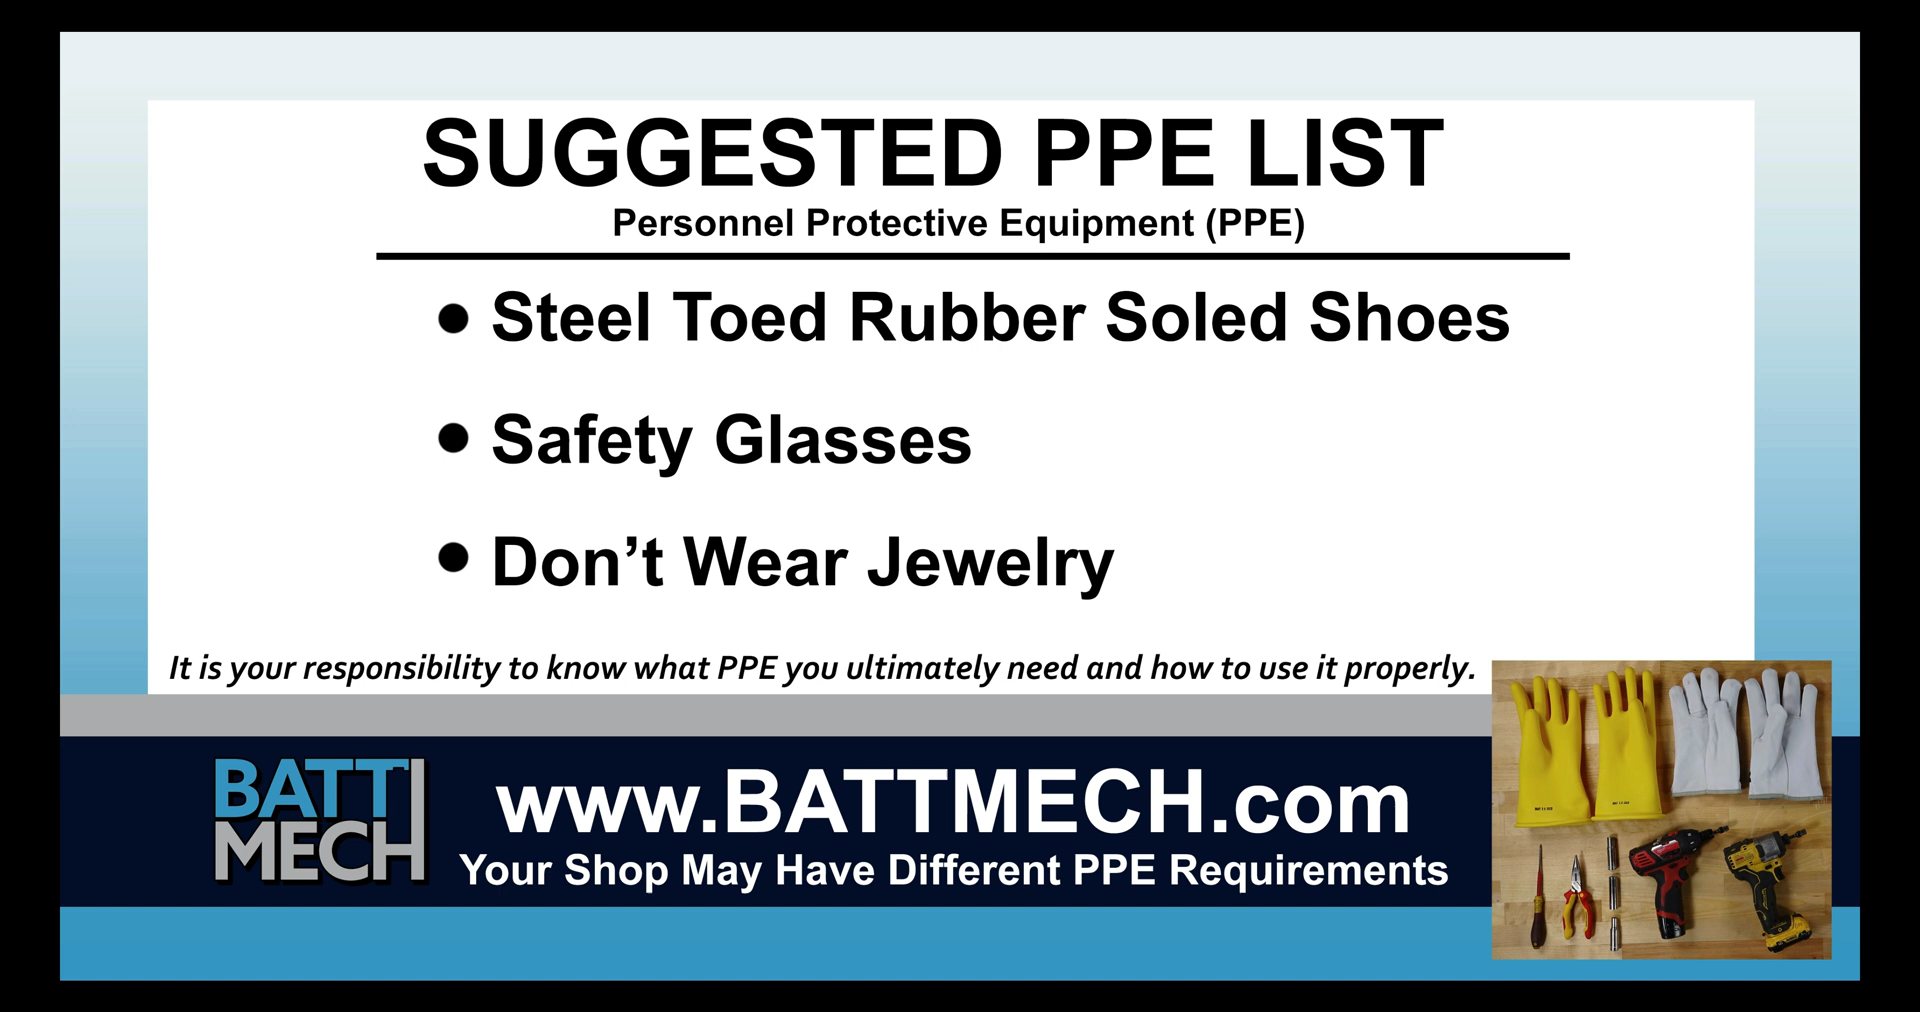 SUGGESTED PPE LIST
Personnel Protective Equipment (PPE)
• Steel Toed Rubber Soled Shoes
• Safety Glasses
• Don’t Wear Jewelry
It is your responsibility to know what PPE you ultimately need and how to use it properly.
BATT
MECH
www.BATTMECH.com
Your Shop May Have Different PPE Requirements